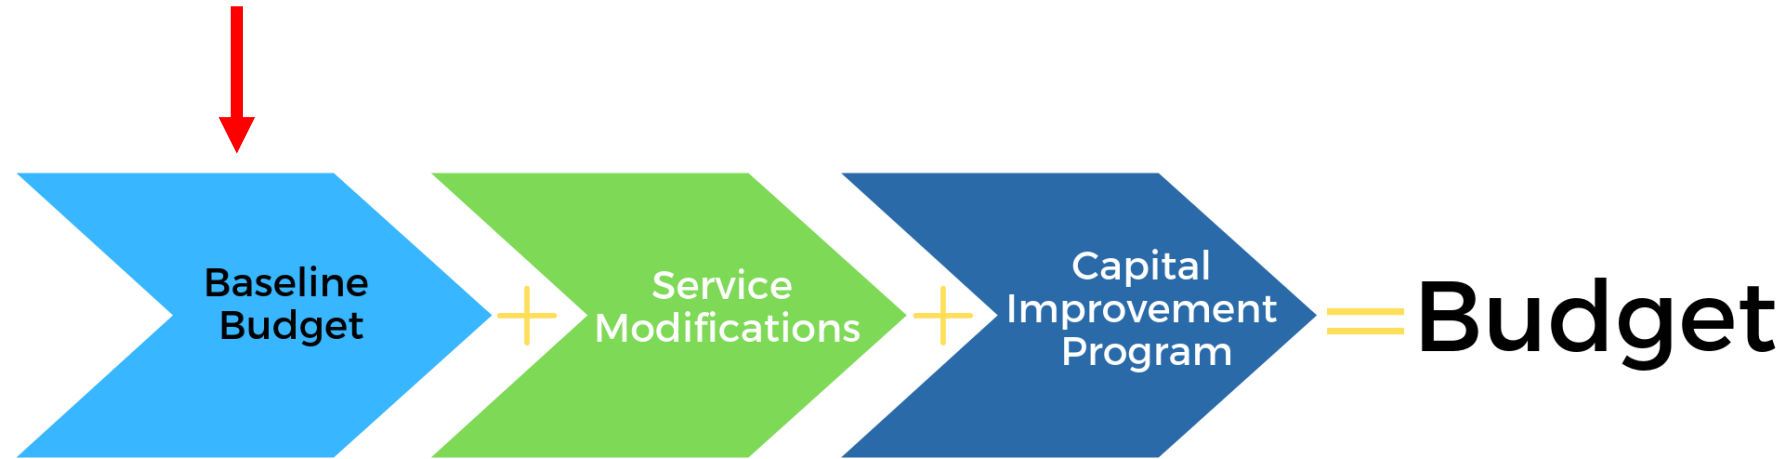 Baseline
Budget
+
Service
Modifications
+
Capital
Improvement
Program
=
Budget